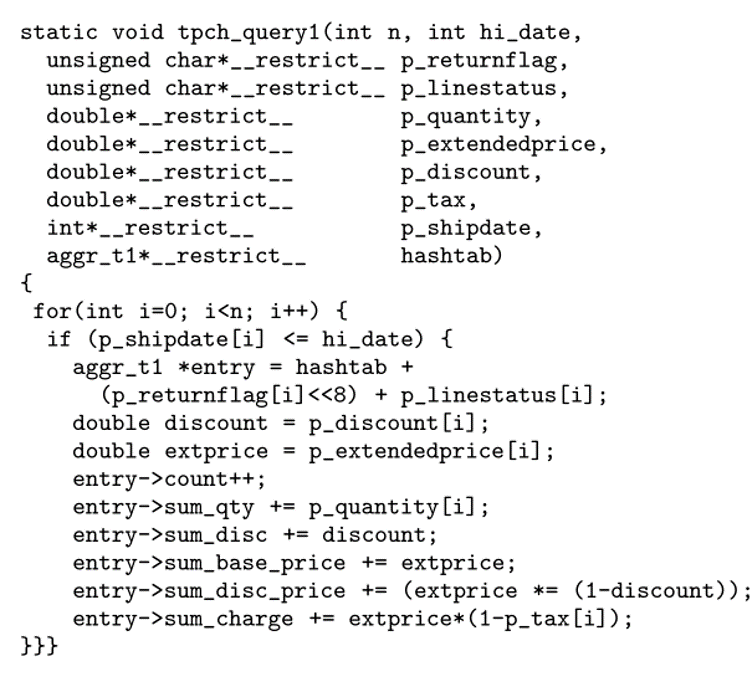 static void tpch_query1(int n, int hi_date,
  unsigned char*__restrict__ p_returnflag,
  unsigned char*__restrict__ p_linestatus,
  double*__restrict__        p_quantity,
  double*__restrict__        p_extendedprice,
  double*__restrict__        p_discount,
  double*__restrict__        p_tax,
  int*__restrict__           p_shipdate,
  aggr_t1*__restrict__       hashtab)
{
 for(int i=0; i<n; i++) {
  if (p_shipdate[i] <= hi_date) {
    aggr_t1 *entry = hashtab +
      (p_returnflag[i]<<8) + p_linestatus[i];
    double discount = p_discount[i];
    double extprice = p_extendedprice[i];
    entry->count++;
    entry->sum_qty += p_quantity[i];
    entry->sum_disc += discount;
    entry->sum_base_price += extprice;
    entry->sum_disc_price += (extprice *= (1-discount));
    entry->sum_charge += extprice*(1-p_tax[i]);
}}}